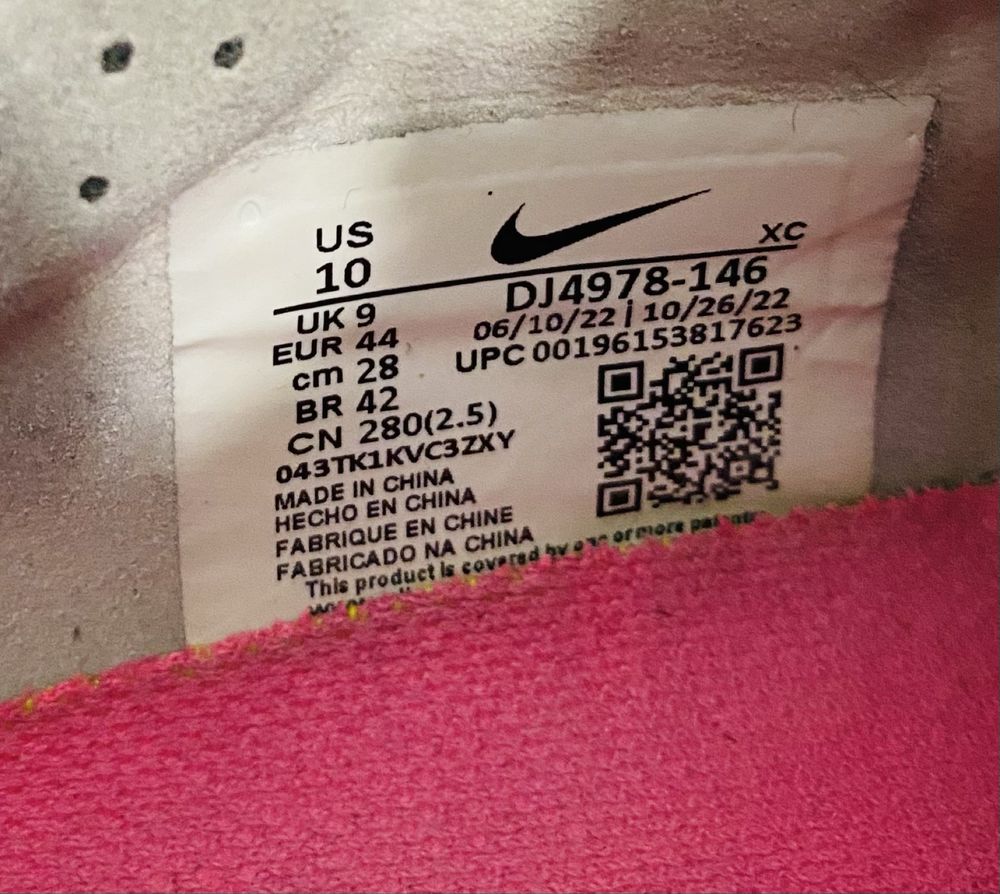 US
10
XC
UK 9
EUR 44
cm 28
BR 42
CN 280(2.5)
DJ4978-146
06/10/22 | 10/26/22
UPC 00196153817623
043TK1KVC3ZXY
MADE IN CHINA
HECHO EN CHINA
FABRIQUE EN CHINE
FABRICADO NA CHINA
This product is covered by one or more patents